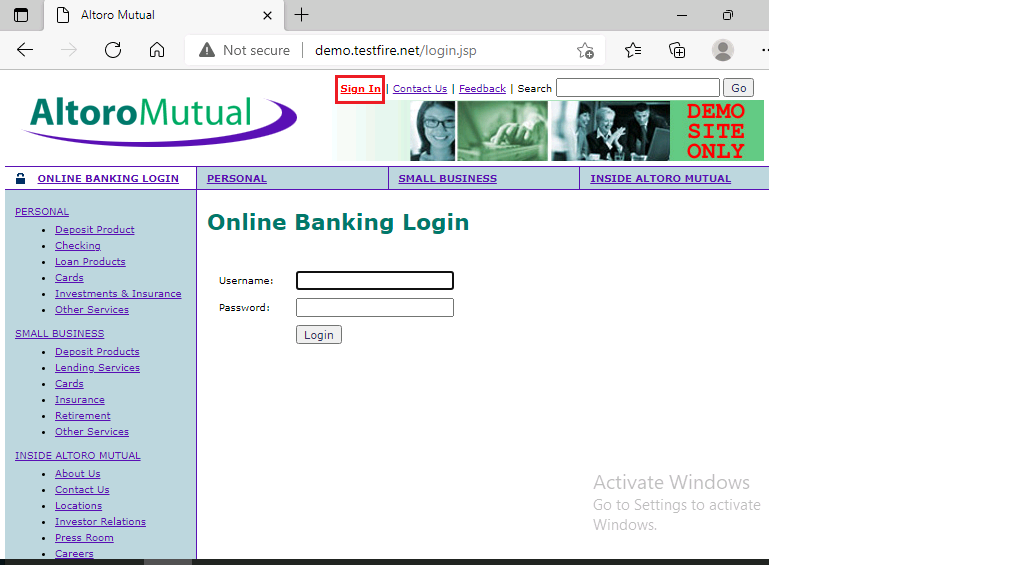 Altoro Mutual
Not secure | demo.testfire.net/login.jsp
Sign In | Contact Us | Feedback | Search Go
AltoroMutual
DEMO
SITE
ONLY
ONLINE BANKING LOGIN PERSONAL SMALL BUSINESS INSIDE ALTORO MUTUAL
PERSONAL
Deposit Product
Checking
Loan Products
Cards
Investments & Insurance
Other Services
SMALL BUSINESS
Deposit Products
Lending Services
Cards
Insurance
Retirement
Other Services
INSIDE ALTORO MUTUAL
About Us
Contact Us
Locations
Investor Relations
Press Room
Careers
Online Banking Login
Username:
Password:
Login
Activate Windows
Go to Settings to activate
Windows.